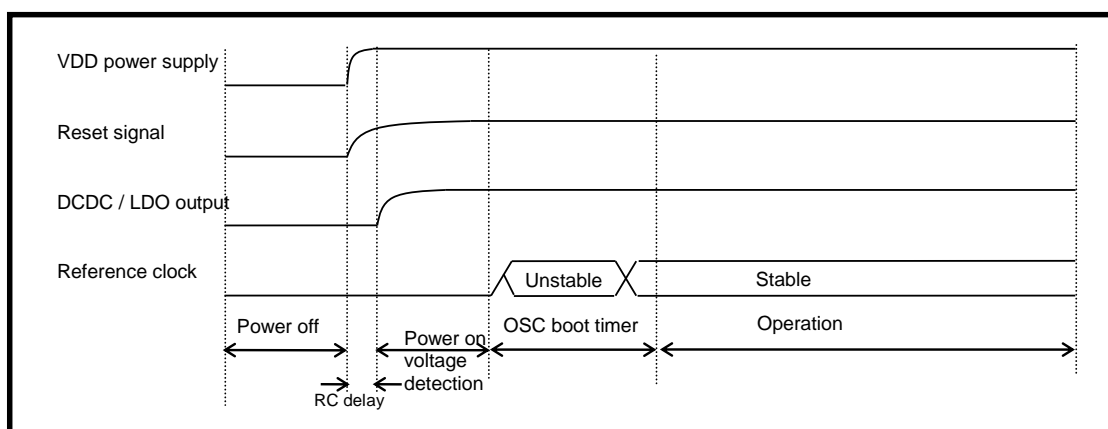 VDD power supply
Reset signal
DCDC / LDO output
Reference clock
Unstable
Stable
Power off
Power on
voltage
detection
OSC boot timer
Operation
RC delay